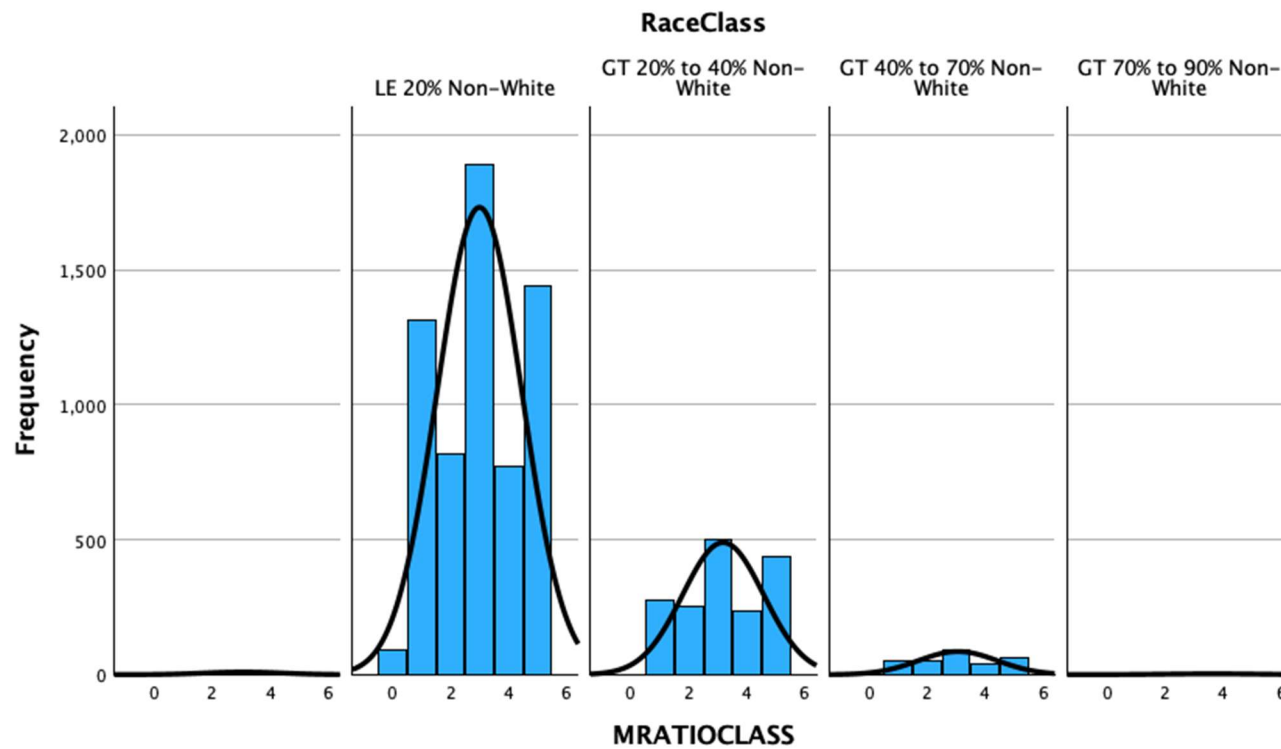 RaceClass
LE 20% Non-White
GT 20% to 40% Non-
White
GT 40% to 70% Non-
White
GT 70% to 90% Non-
White
Frequency
2,000
1,500
1,000
500
0
0 2 4 6
0 2 4 6
0 2 4 6
0 2 4 6
0 2 4 6
MRATIOCLASS